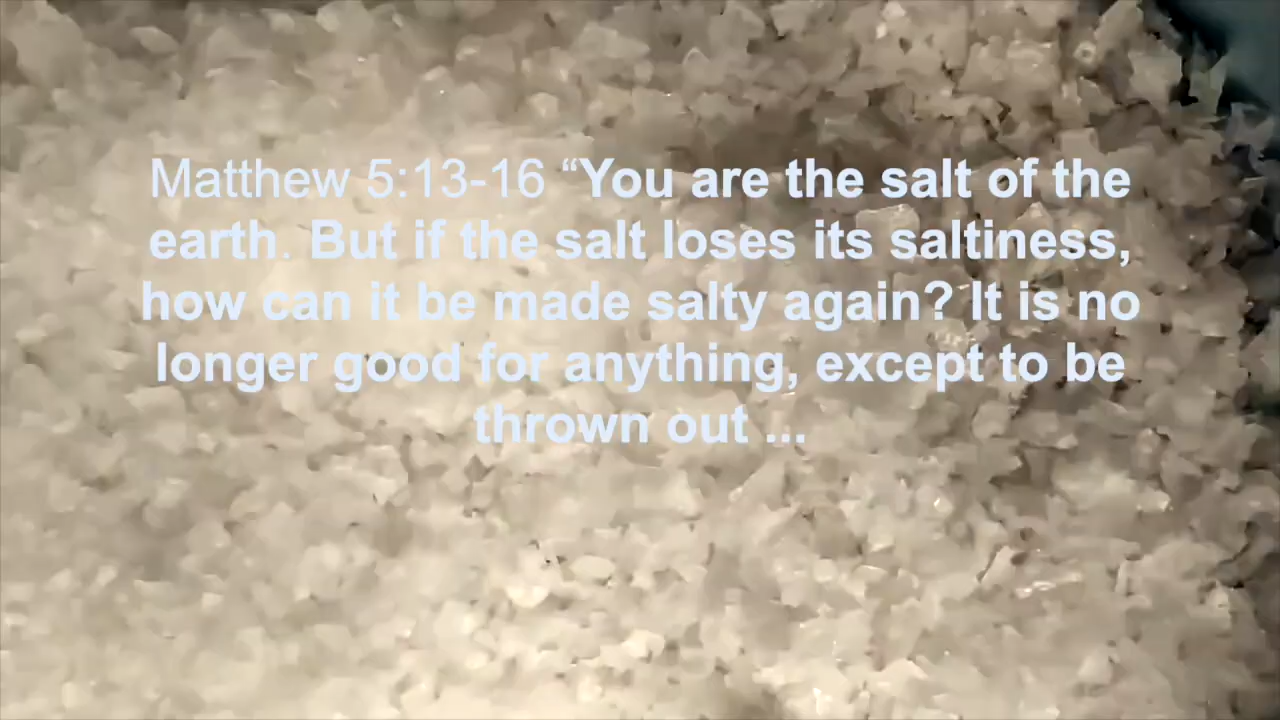 Matthew 5:13-16 “You are the salt of the
earth. But if the salt loses its saltiness,
how can it be made salty again? It is no
longer good for anything, except to be
thrown out ...